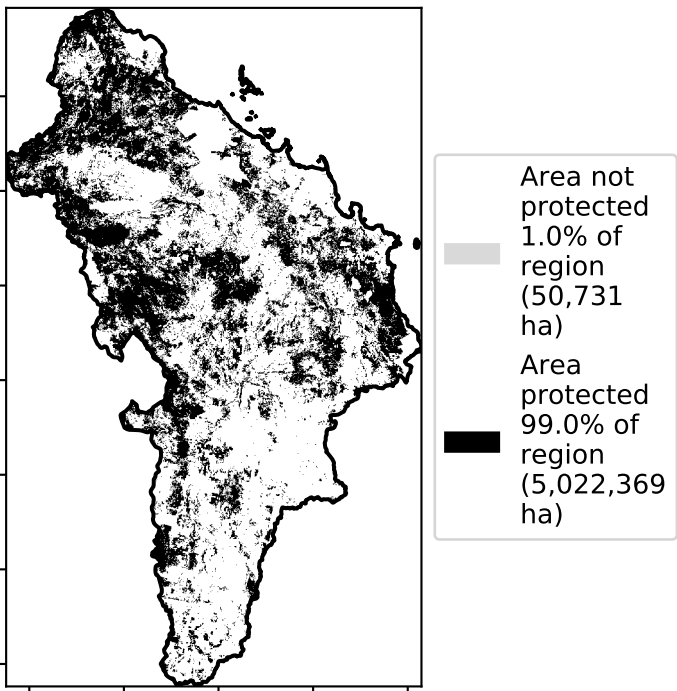 Area not
protected
1.0% of
region
(50,731
ha)
Area
protected
99.0% of
region
(5,022,369
ha)